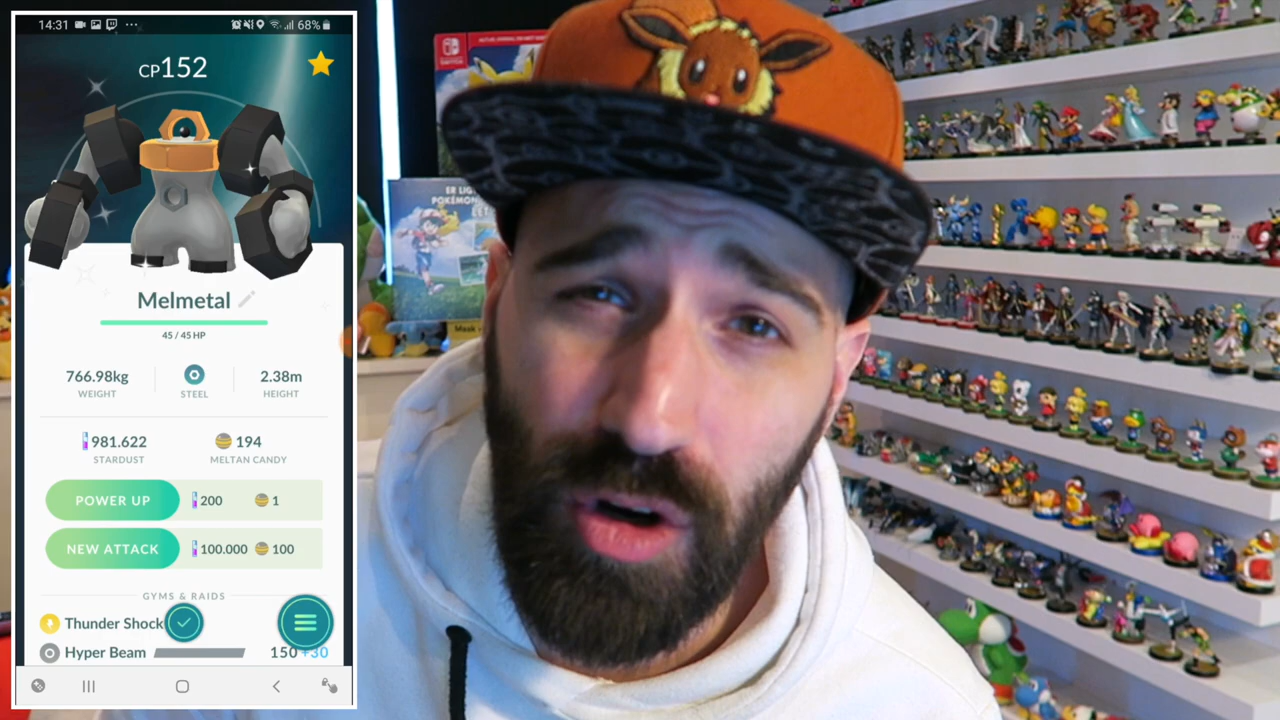 14:31
68%
CP152
Melmetal
45 / 45 HP
766.98kg
WEIGHT
STEEL
2.38m
HEIGHT
981.622
STARDUST
194
MELTAN CANDY
POWER UP
200
1
NEW ATTACK
100.000
100
GYMS & RAIDS
Thunder Shock
Hyper Beam
150 +30
SWITCH
POKÉMON